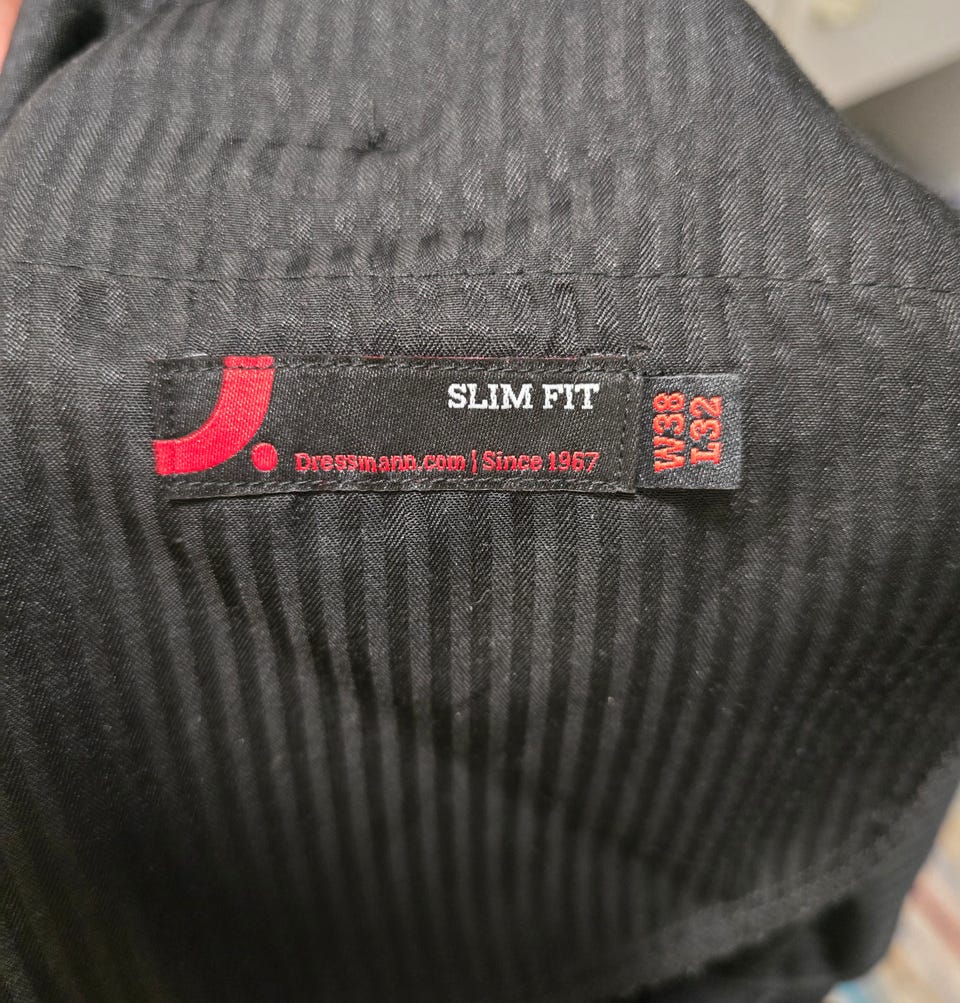 SLIM FIT
Dressmann.com | Since 1967
W38
L32